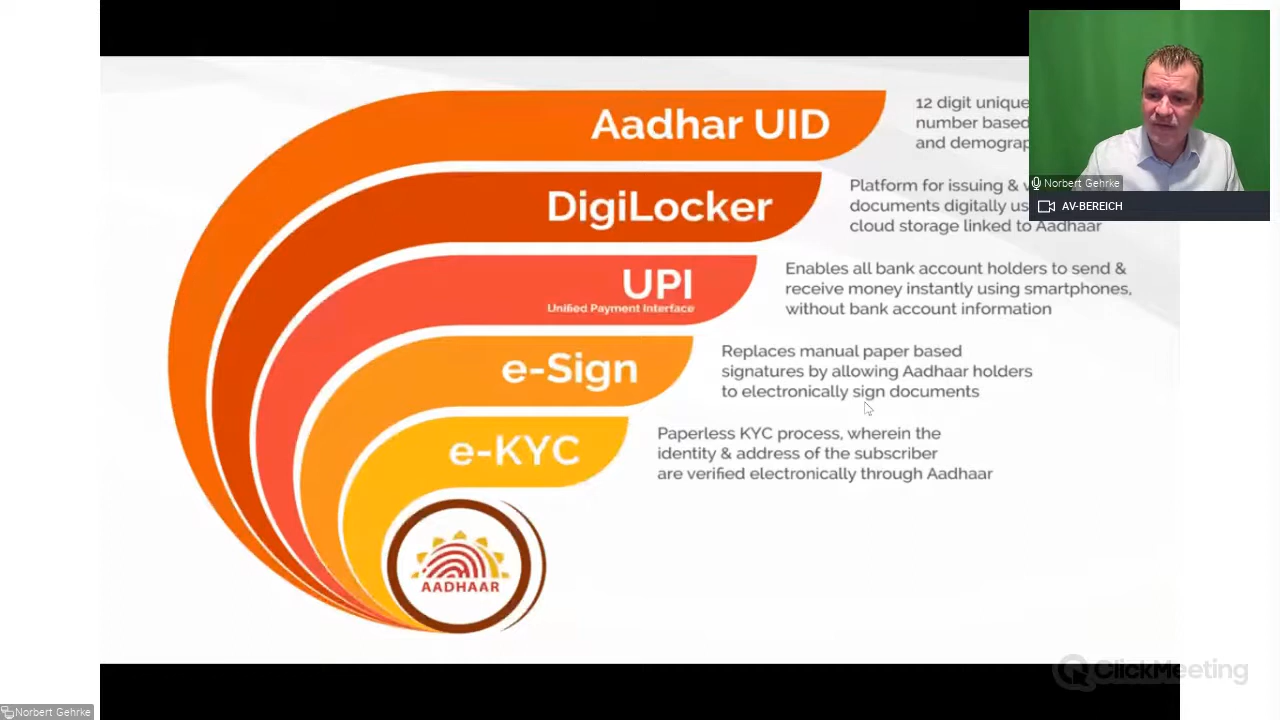 Aadhar UID
12 digit unique
number based
and
DigiLocker
Platform for issuing &
documents digitally
cloud storage linked to Aadhaar
UPI
Unified Payment Interface
Enables all bank account holders to send &
receive money instantly using smartphones,
without bank account information
e-Sign
Replaces manual paper based
signatures by allowing Aadhaar holders
to electronically sign documents
e-KYC
Paperless KYC process, wherein the
identity & address of the subscriber
are verified electronically through Aadhaar
AADHAAR
Norbert Gehrke
AV-BEREICH
ClickMeeting
Norbert Gehrke